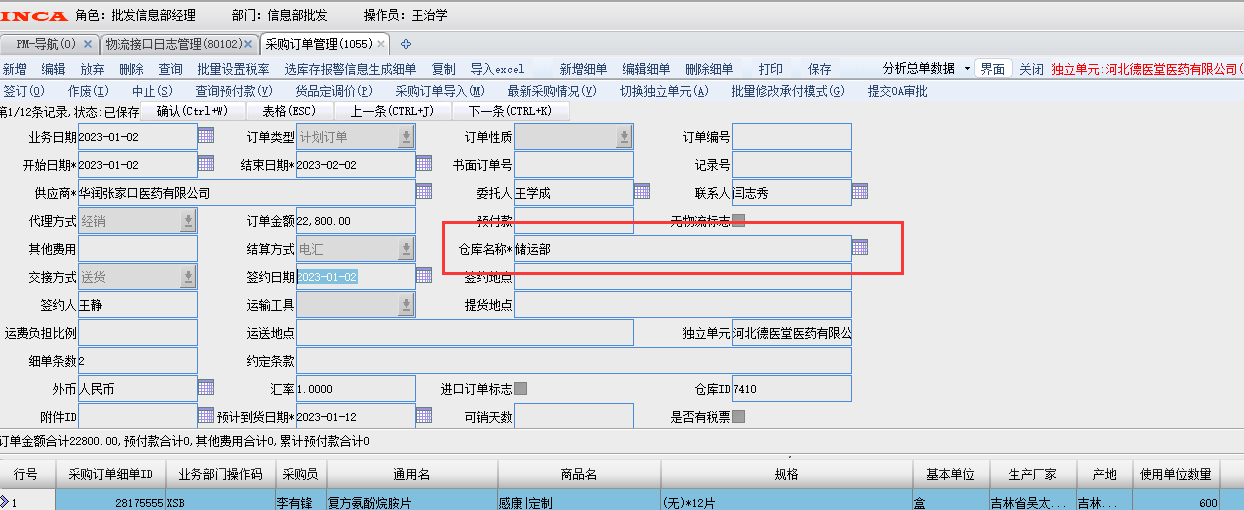 INCA 角色：批发信息部经理 部门：信息部批发 操作员：王治学
PM-导航(0) 物流接口日志管理(80102) 采购订单管理(1055)
新增 编辑 放弃 删除 查询 批量设置税率 选库存报警信息生成细单 复制 导入excel 新增细单 编辑细单 删除细单 打印 保存 分析总单数据 界面 关闭 独立单元:河北德医堂医药有限公司(
签订(O) 作废(I) 中止(S) 查询预付款(V) 货品定调价(P) 采购订单导入(M) 最新采购情况(V) 切换独立单元(A) 批量修改承付模式(G) 提交OA审批
第1/12条记录,状态:已保存 确认(Ctrl+W) 表格(ESC) 上一条(CTRL+J) 下一条(CTRL+K)
业务日期 2023-01-02 订单类型 计划订单 订单性质 订单编号
开始日期* 2023-01-02 结束日期* 2023-02-02 书面订单号 记录号
供应商* 华润张家口医药有限公司 委托人 王学成 联系人 闫志秀
代理方式 经销 订单金额 22,800.00 预付款 无物流标志
其他费用 结算方式 电汇 仓库名称* 储运部
交接方式 送货 签约日期 2023-01-02 签约地点
签约人 王静 运输工具 提货地点
运费负担比例 运送地点 独立单元 河北德医堂医药有限公
细单条数 2 约定条款
外币 人民币 汇率 1.0000 进口订单标志 仓库ID 7410
附件ID 预计到货日期* 2023-01-12 可销天数 是否有税票
订单金额合计22800.00,预付款合计0,其他费用合计0,累计预付款合计0
行号 采购订单细单ID 业务部门操作码 采购员 通用名 商品名 规格 基本单位 生产厂家 产地 使用单位数量
1 28175555 XSB 李有锋 复方氨酚烷胺片 感康|定制 (无)*12片 盒 吉林省吴太... 吉林... 600